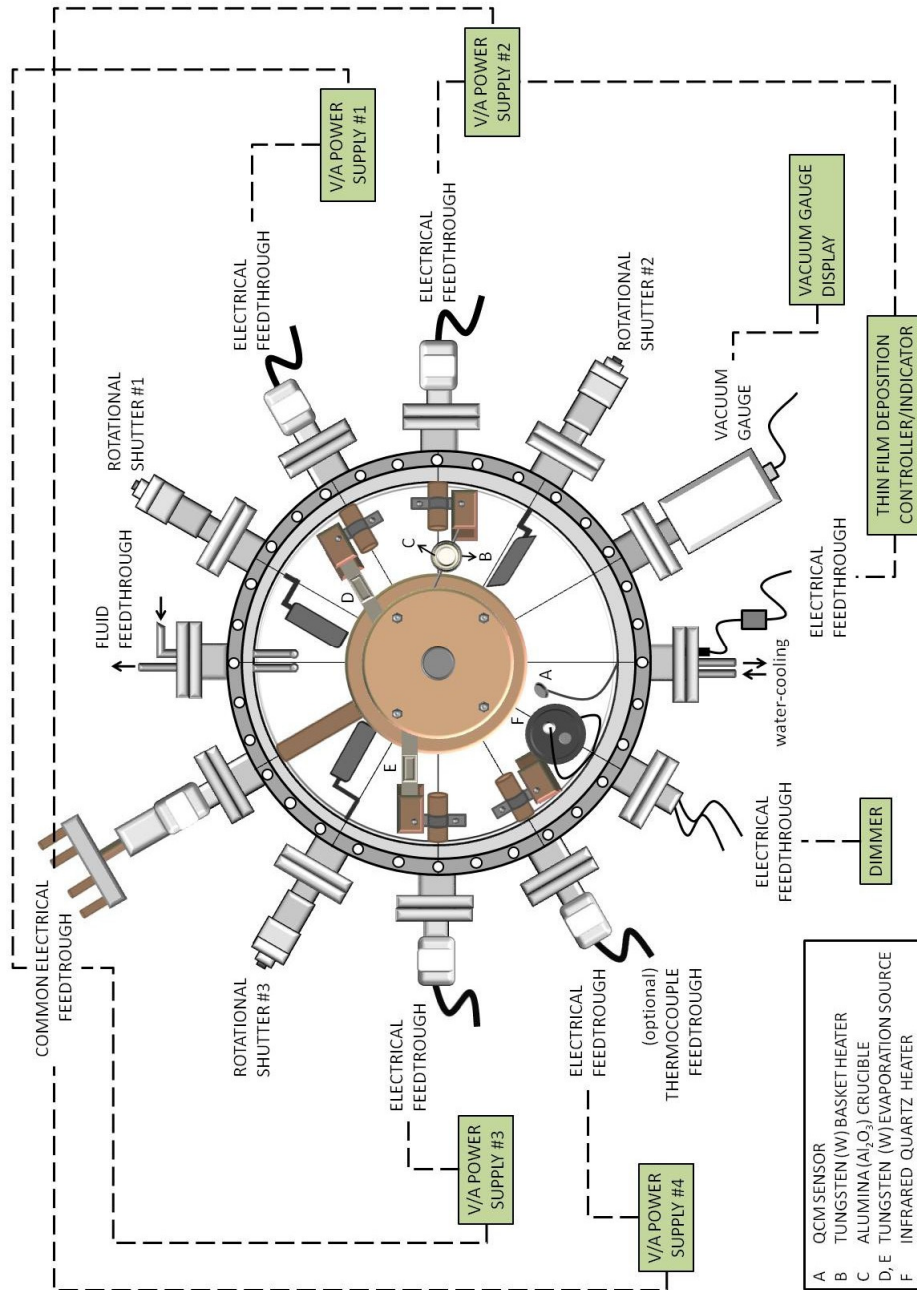 COMMON ELECTRICAL
FEEDTROUGH
ROTATIONAL
SHUTTER #3
FLUID
FEEDTHROUGH
ROTATIONAL
SHUTTER #1
ELECTRICAL
FEEDTHROUGH
V/A POWER
SUPPLY #1
ELECTRICAL
FEEDTHROUGH
V/A POWER
SUPPLY #2
ROTATIONAL
SHUTTER #2
VACUUM
GAUGE
VACUUM GAUGE
DISPLAY
THIN FILM DEPOSITION
CONTROLLER/INDICATOR
ELECTRICAL
FEEDTHROUGH
water-cooling
ELECTRICAL
FEEDTHROUGH
DIMMER
(optional)
THERMOCOUPLE
FEEDTROUGH
ELECTRICAL
FEEDTROUGH
V/A POWER
SUPPLY #4
ELECTRICAL
FEEDTROUGH
V/A POWER
SUPPLY #3
D
C
B
E
F
A
A QCM SENSOR
B TUNGSTEN (W) BASKET HEATER
C ALUMINA (Al₂O₃) CRUCIBLE
D, E TUNGSTEN (W) EVAPORATION SOURCE
F INFRARED QUARTZ HEATER